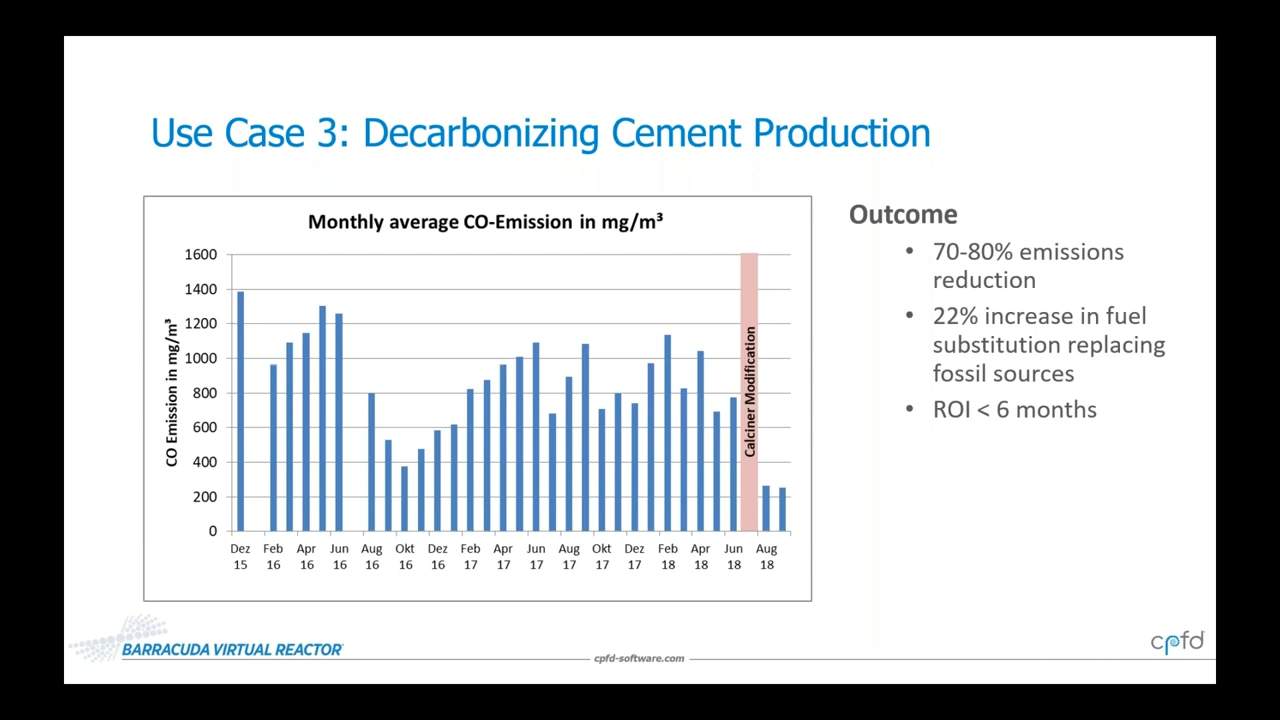 Use Case 3: Decarbonizing Cement Production
Monthly average CO-Emission in mg/m³
CO Emission in mg/m³
1600
1400
1200
1000
800
600
400
200
0
Calciner Modification
Dez Feb Apr Jun Aug Okt Dez Feb Apr Jun Aug Okt Dez Feb Apr Jun Aug
15 16 16 16 16 16 16 17 17 17 17 17 17 18 18 18 18
Outcome
• 70-80% emissions
reduction
• 22% increase in fuel
substitution replacing
fossil sources
• ROI < 6 months
BARRACUDA VIRTUAL REACTOR
cpfd-software.com
cpfd